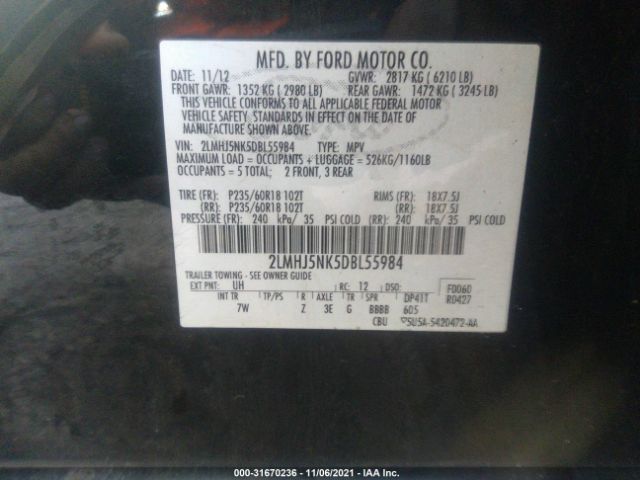 MFD. BY FORD MOTOR CO.
DATE: 11/12 GVWR: 2817 KG ( 6210 LB)
FRONT GAWR: 1352 KG ( 2980 LB) REAR GAWR: 1472 KG ( 3245 LB)
THIS VEHICLE CONFORMS TO ALL APPLICABLE FEDERAL MOTOR
VEHICLE SAFETY STANDARDS IN EFFECT ON THE DATE OF
MANUFACTURE SHOWN ABOVE.
VIN: 2LMHJ5NK5DBL55984 TYPE: MPV
MAXIMUM LOAD = OCCUPANTS + LUGGAGE = 526KG/1160LB
OCCUPANTS = 5 TOTAL: 2 FRONT, 3 REAR
TIRE (FR): P235/60R18 102T RIMS (FR): 18X7.5J
(RR): P235/60R18 102T (RR): 18X7.5J
PRESSURE (FR): 240 kPa/ 35 PSI COLD (RR): 240 kPa/ 35 PSI COLD
2LMHJ5NK5DBL55984
TRAILER TOWING - SEE OWNER GUIDE
EXT PNT: UH RC: 12 DSO: FD060
INT TR TP/PS R AXLE TR SPR DP41T R0427
7W Z 3E G BBBB 605
CBU 5U5A-5420472-AA
000-31670236 - 11/06/2021 - IAA Inc.